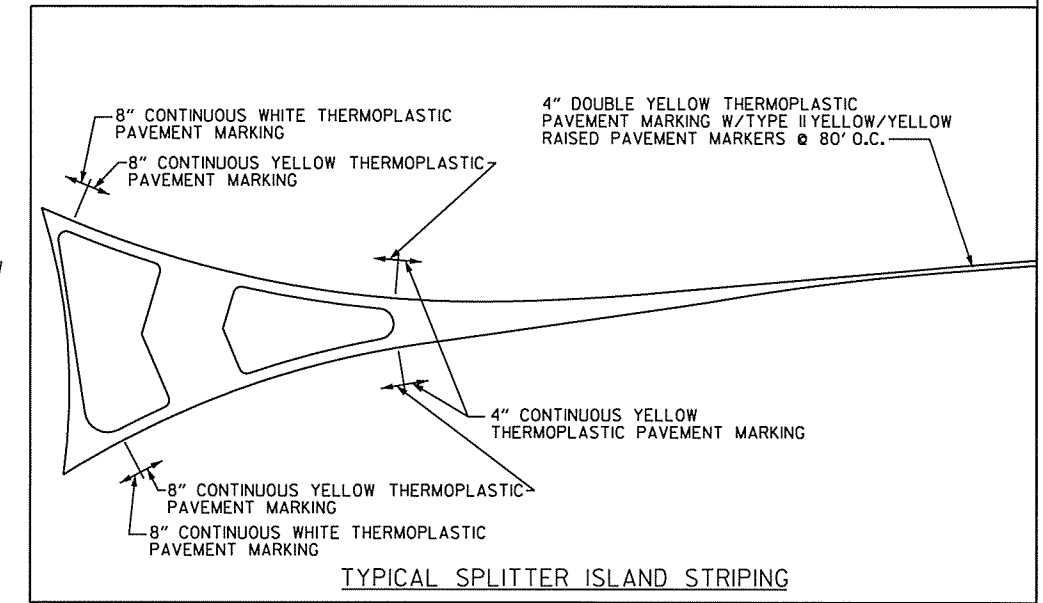 8" CONTINUOUS WHITE THERMOPLASTIC
PAVEMENT MARKING
8" CONTINUOUS YELLOW THERMOPLASTIC
PAVEMENT MARKING
4" DOUBLE YELLOW THERMOPLASTIC
PAVEMENT MARKING W/TYPE II YELLOW/YELLOW
RAISED PAVEMENT MARKERS @ 80' O.C.
4" CONTINUOUS YELLOW
THERMOPLASTIC PAVEMENT MARKING
8" CONTINUOUS YELLOW THERMOPLASTIC
PAVEMENT MARKING
8" CONTINUOUS WHITE THERMOPLASTIC
PAVEMENT MARKING
TYPICAL SPLITTER ISLAND STRIPING